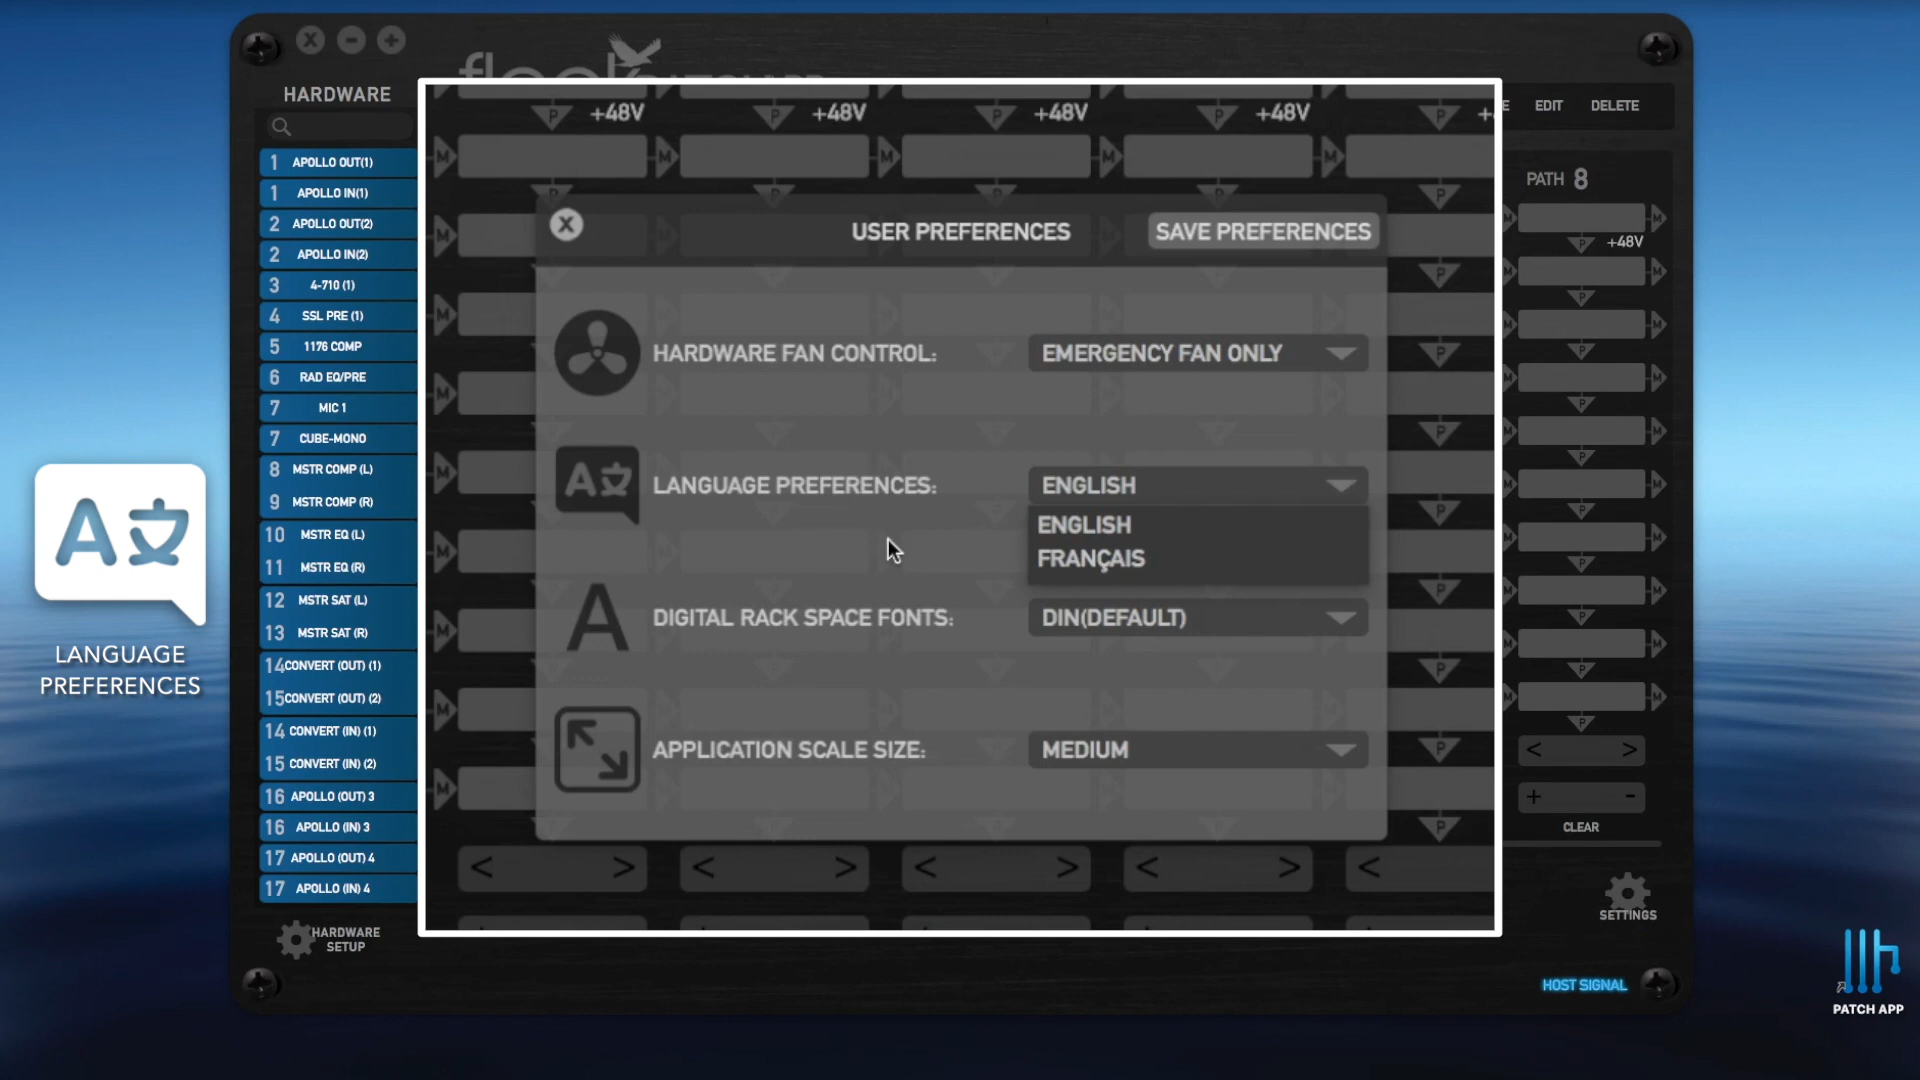 HARDWARE
1 APOLLO OUT(1)
1 APOLLO IN(1)
2 APOLLO OUT(2)
2 APOLLO IN(2)
3 4-710 (1)
4 SSL PRE (1)
5 1176 COMP
6 RAD EQ/PRE
7 MIC 1
7 CUBE-MONO
8 MSTR COMP (L)
9 MSTR COMP (R)
10 MSTR EQ (L)
11 MSTR EQ (R)
12 MSTR SAT (L)
13 MSTR SAT (R)
14 CONVERT (OUT) (1)
15 CONVERT (OUT) (2)
14 CONVERT (IN) (1)
15 CONVERT (IN) (2)
16 APOLLO (OUT) 3
16 APOLLO (IN) 3
17 APOLLO (OUT) 4
17 APOLLO (IN) 4
HARDWARE
SETUP
A文
LANGUAGE
PREFERENCES
+48V +48V +48V +48V
USER PREFERENCES
SAVE PREFERENCES
HARDWARE FAN CONTROL: EMERGENCY FAN ONLY
A文
LANGUAGE PREFERENCES: ENGLISH
ENGLISH
FRANÇAIS
A
DIGITAL RACK SPACE FONTS: DIN(DEFAULT)
APPLICATION SCALE SIZE: MEDIUM
EDIT DELETE
PATH 8
+48V
CLEAR
SETTINGS
HOST SIGNAL
PATCH APP